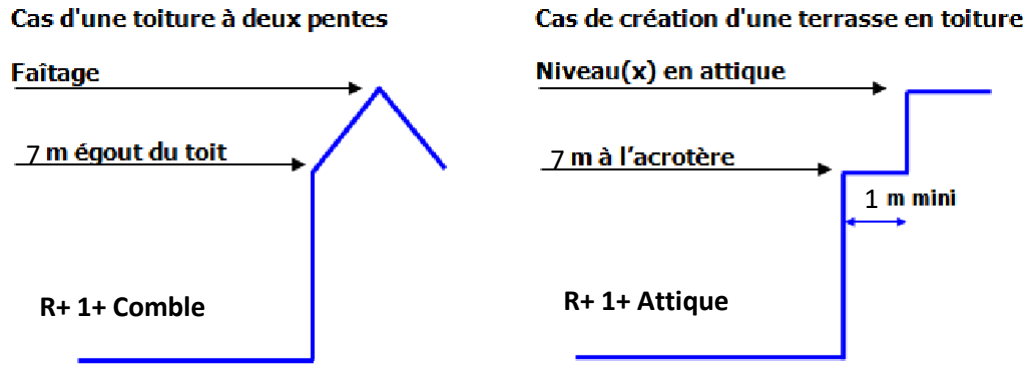 Cas d'une toiture à deux pentes
Faîtage
7 m égout du toit
R+ 1+ Comble
Cas de création d'une terrasse en toiture
Niveau(x) en attique
7 m à l'acrotère
1 m mini
R+ 1+ Attique